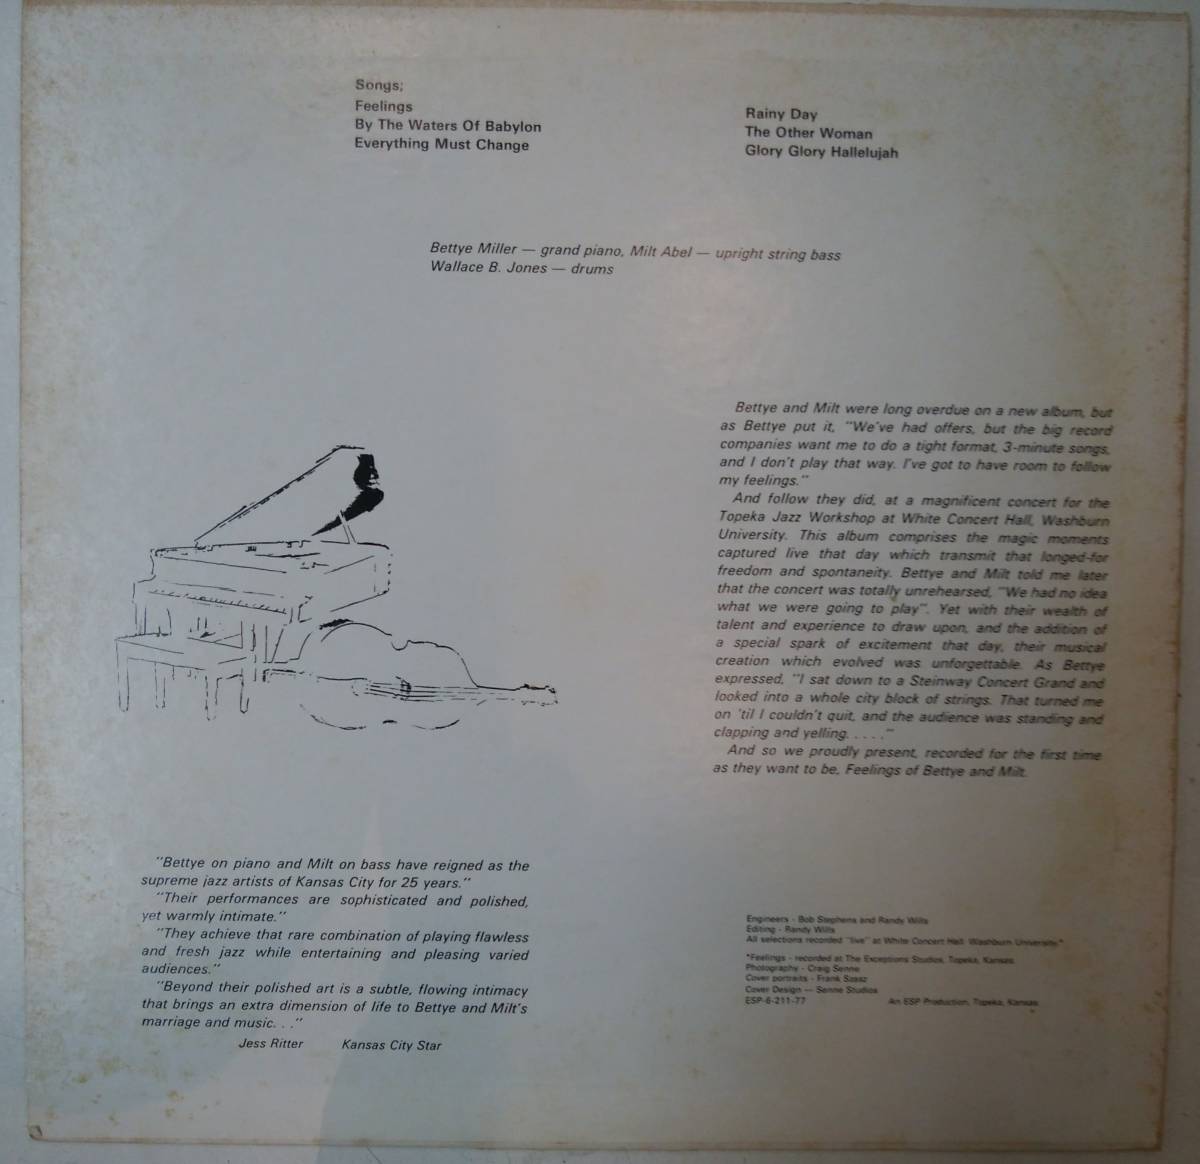 Songs;
Feelings
By The Waters Of Babylon
Everything Must Change
Rainy Day
The Other Woman
Glory Glory Hallelujah
Bettye Miller — grand piano, Milt Abel — upright string bass
Wallace B. Jones — drums
Bettye and Milt were long overdue on a new album, but
as Bettye put it, "We've had offers, but the big record
companies want me to do a tight format, 3-minute songs,
and I don't play that way. I've got to have room to follow
my feelings."
And follow they did, at a magnificent concert for the
Topeka Jazz Workshop at White Concert Hall, Washburn
University. This album comprises the magic moments
captured live that day which transmit that longed-for
freedom and spontaneity. Bettye and Milt told me later
that the concert was totally unrehearsed, "We had no idea
what we were going to play". Yet with their wealth of
talent and experience to draw upon, and the addition of
a special spark of excitement that day, their musical
creation which evolved was unforgettable. As Bettye
expressed, "I sat down to a Steinway Concert Grand and
looked into a whole city block of strings. That turned me
on 'til I couldn't quit, and the audience was standing and
clapping and yelling. . . . ."
And so we proudly present, recorded for the first time
as they want to be, Feelings of Bettye and Milt.
"Bettye on piano and Milt on bass have reigned as the
supreme jazz artists of Kansas City for 25 years."
"Their performances are sophisticated and polished,
yet warmly intimate."
"They achieve that rare combination of playing flawless
and fresh jazz while entertaining and pleasing varied
audiences."
"Beyond their polished art is a subtle, flowing intimacy
that brings an extra dimension of life to Bettye and Milt's
marriage and music. . ."
Jess Ritter Kansas City Star
Engineers - Bob Stephens and Randy Wills
Editing - Randy Wills
All selections recorded "live" at White Concert Hall Washburn University.*
*Feelings - recorded at The Exceptions Studios, Topeka, Kansas
Photography - Craig Senne
Cover portraits - Frank
Cover Design — Senne Studios
ESP-6-211-77 An ESP Production, Topeka, Kansas